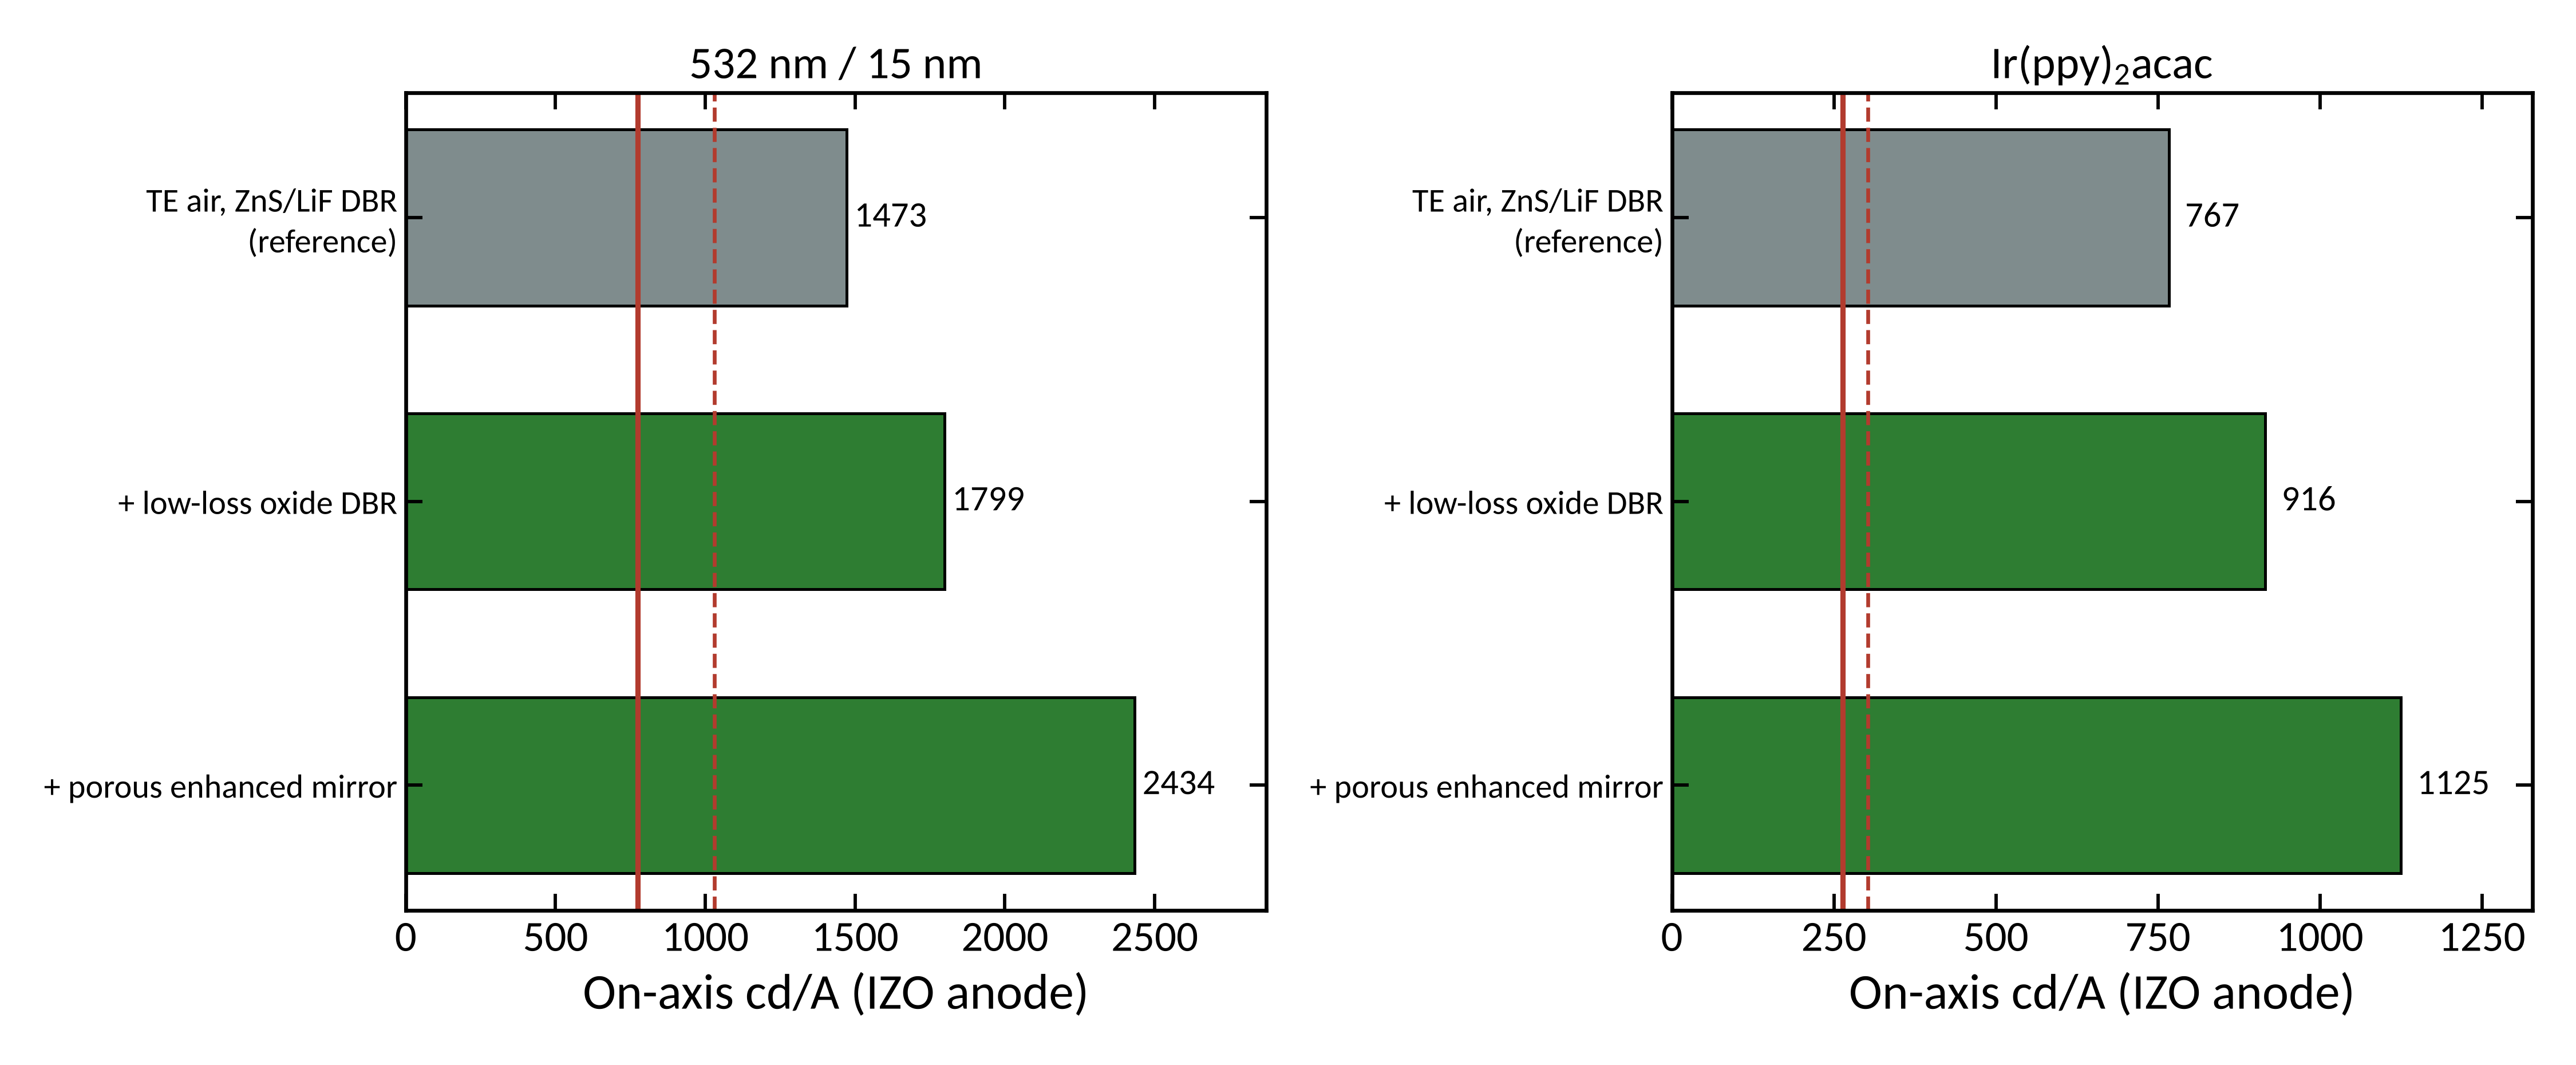 532 nm / 15 nm
TE air, ZnS/LiF DBR
(reference)
1473
+ low-loss oxide DBR
1799
+ porous enhanced mirror
2434
0 500 1000 1500 2000 2500
On-axis cd/A (IZO anode)
Ir(ppy)₂acac
TE air, ZnS/LiF DBR
(reference)
767
+ low-loss oxide DBR
916
+ porous enhanced mirror
1125
0 250 500 750 1000 1250
On-axis cd/A (IZO anode)